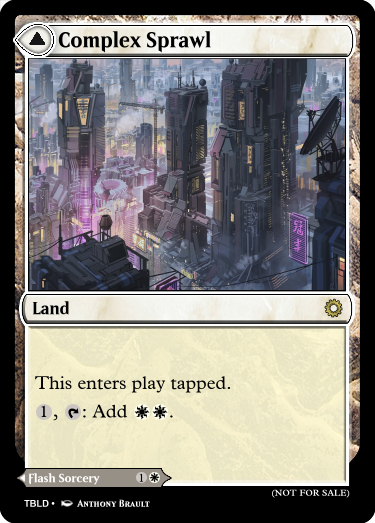 Complex Sprawl
Land
This enters play tapped.
1, : Add .
Flash Sorcery 1
(NOT FOR SALE)
TBLD • Anthony Brault